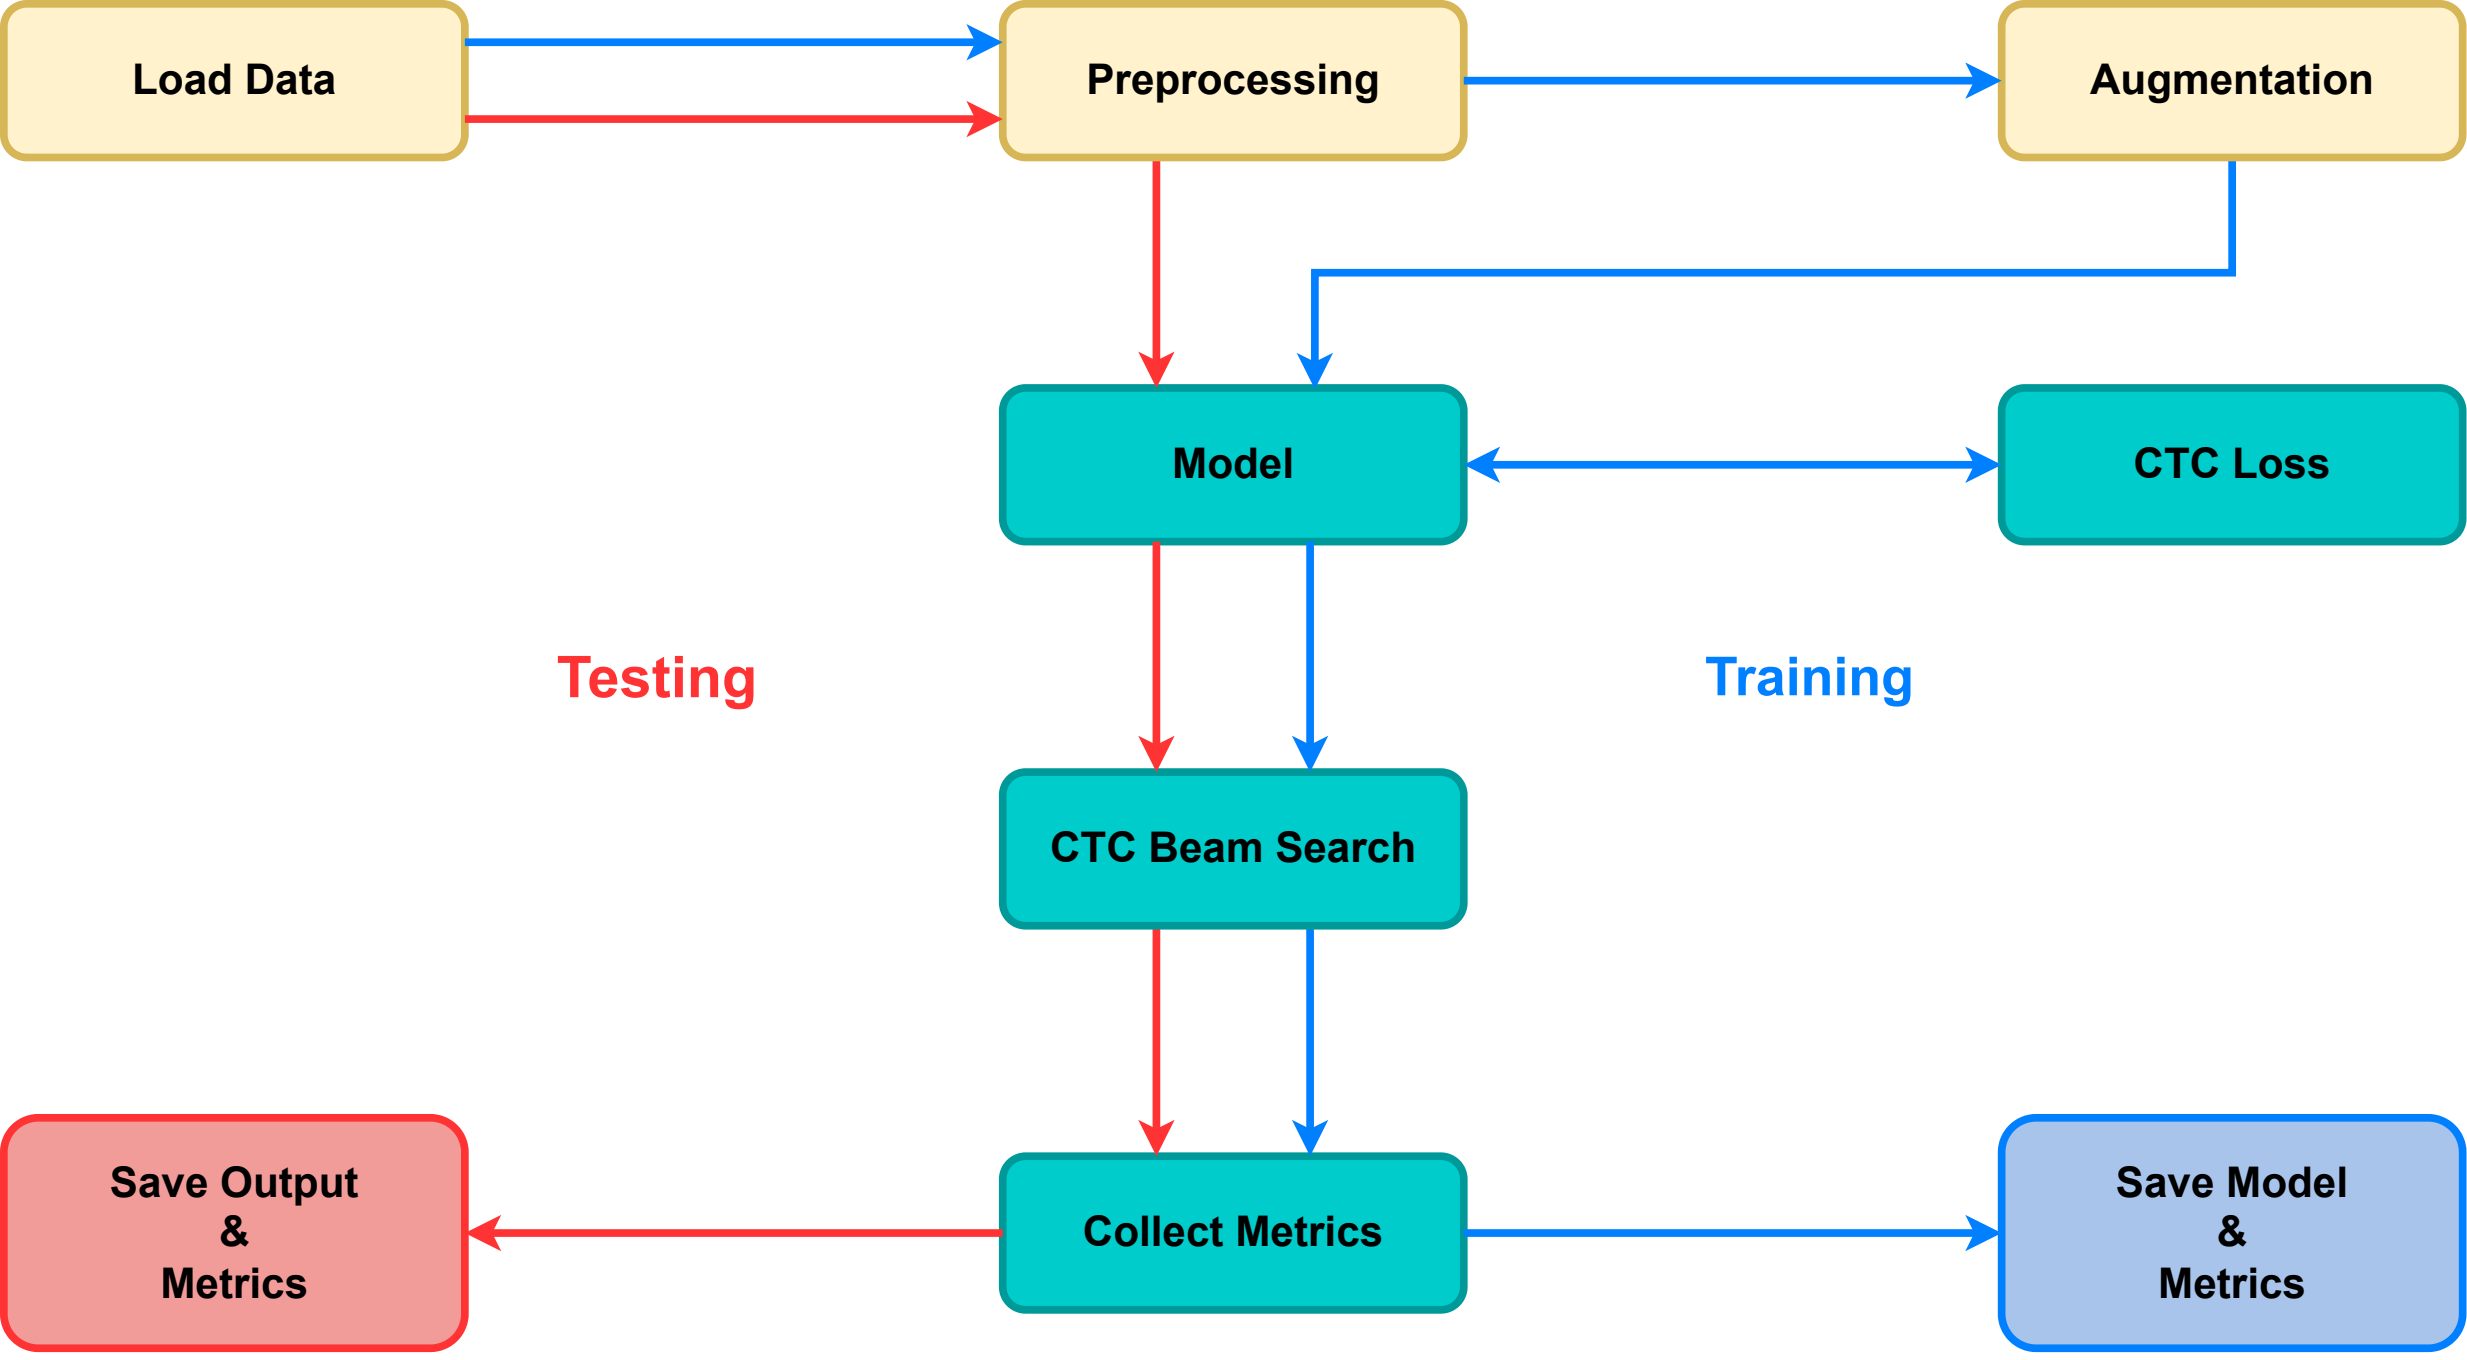 Load Data
Preprocessing
Augmentation
Model
CTC Loss
Testing
Training
CTC Beam Search
Save Output
&
Metrics
Collect Metrics
Save Model
&
Metrics